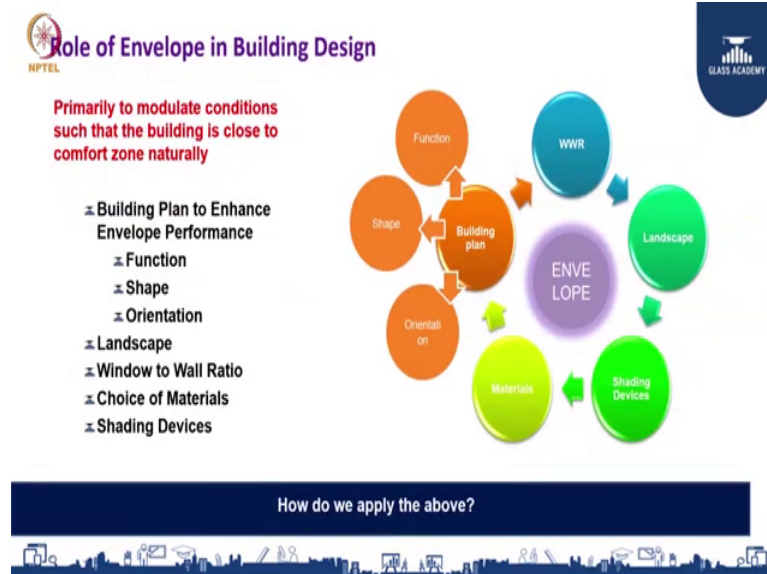 Role of Envelope in Building Design
NPTEL
GLASS ACADEMY
Primarily to modulate conditions
such that the building is close to
comfort zone naturally
Building Plan to Enhance
Envelope Performance
Function
Shape
Orientation
Landscape
Window to Wall Ratio
Choice of Materials
Shading Devices
Function
Shape
Orientati
on
Building
plan
WWR
Landscape
Shading
Devices
Materials
ENVE
LOPE
How do we apply the above?